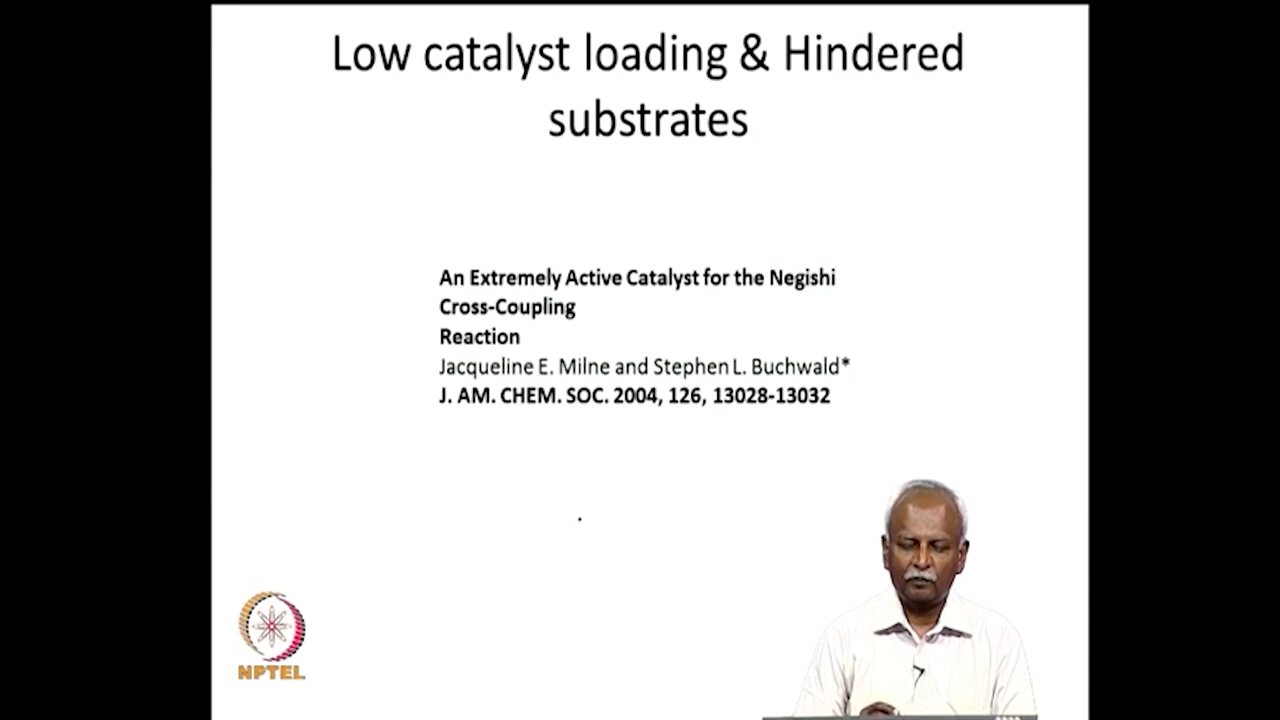 Low catalyst loading & Hindered
substrates
An Extremely Active Catalyst for the Negishi
Cross-Coupling
Reaction
Jacqueline E. Milne and Stephen L. Buchwald*
J. AM. CHEM. SOC. 2004, 126, 13028-13032
NPTEL